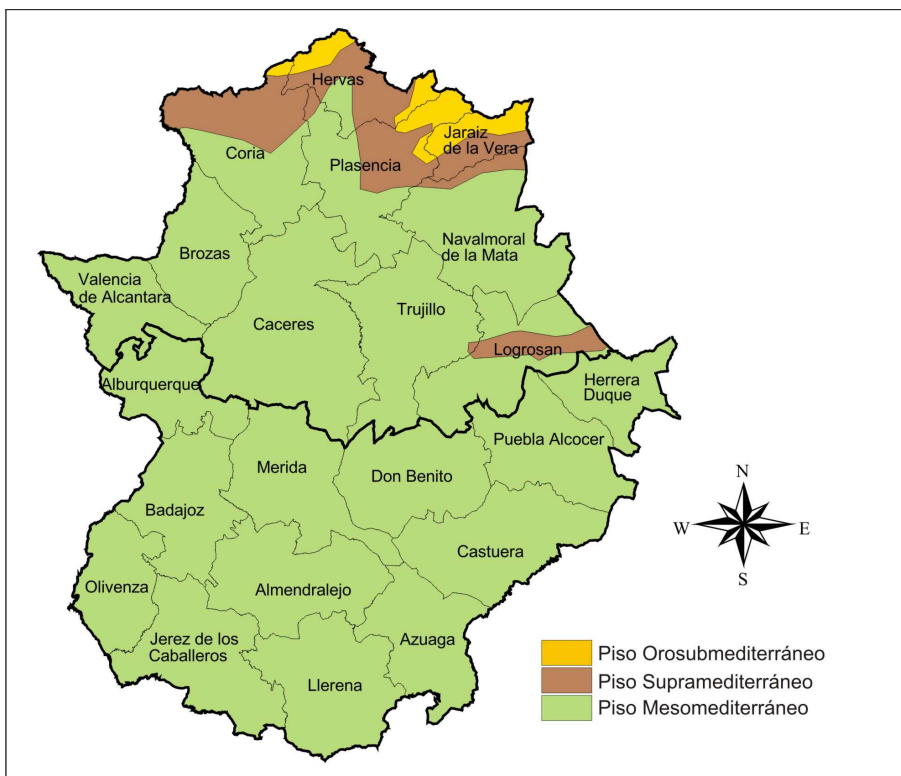 Hervas
Jaraiz
de la Vera
Coria
Plasencia
Navalmoral
de la Mata
Brozas
Valencia
de Alcantara
Trujillo
Caceres
Logrosan
Alburquerque
Herrera
Duque
Puebla Alcocer
Merida
Don Benito
Badajoz
Castuera
Olivenza
Almendralejo
Jerez de los
Caballeros
Azuaga
Llerena
N
W
E
S
Piso Orosubmediterráneo
Piso Supramediterráneo
Piso Mesomediterráneo